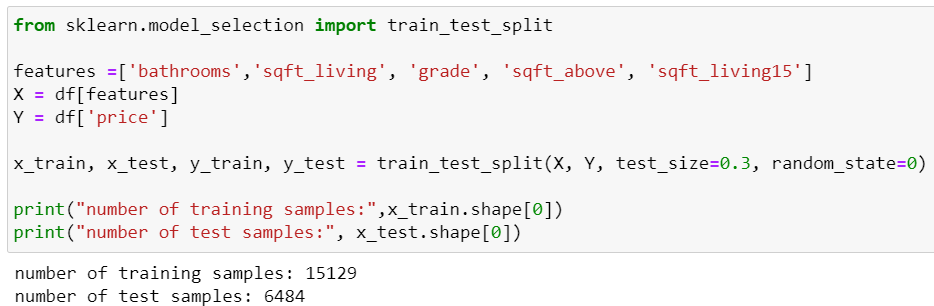 from sklearn.model_selection import train_test_split
features =['bathrooms','sqft_living', 'grade', 'sqft_above', 'sqft_living15']
X = df[features]
Y = df['price']
x_train, x_test, y_train, y_test = train_test_split(X, Y, test_size=0.3, random_state=0)
print("number of training samples:",x_train.shape[0])
print("number of test samples:", x_test.shape[0])
number of training samples: 15129
number of test samples: 6484